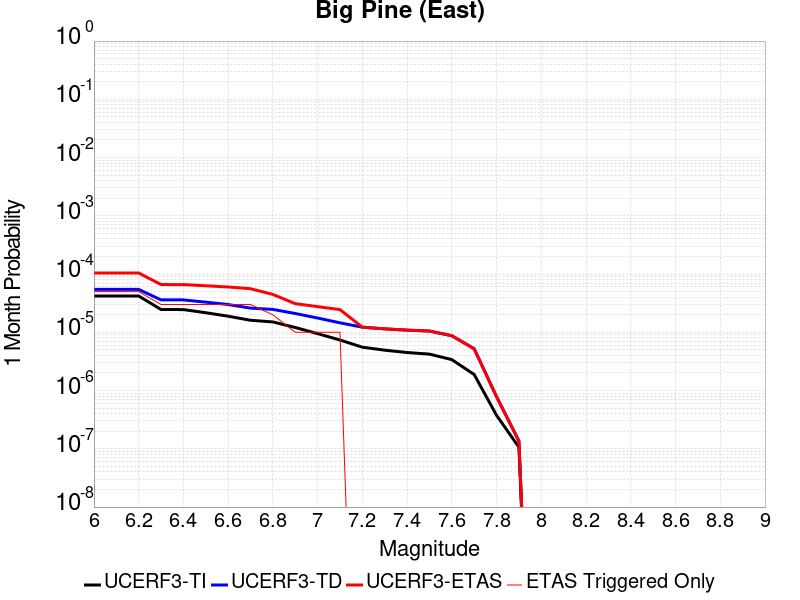 Big Pine (East)
1 Month Probability
10^0
10^-1
10^-2
10^-3
10^-4
10^-5
10^-6
10^-7
10^-8
6 6.2 6.4 6.6 6.8 7 7.2 7.4 7.6 7.8 8 8.2 8.4 8.6 8.8 9
Magnitude
UCERF3-TI UCERF3-TD UCERF3-ETAS ETAS Triggered Only